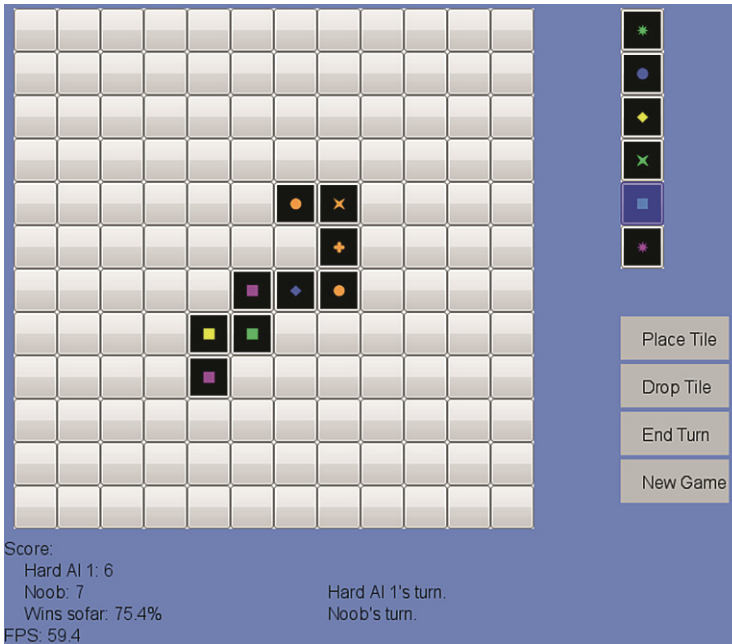 Place Tile
Drop Tile
End Turn
New Game
Score:
Hard AI 1: 6
Noob: 7
Wins sofar: 75.4%
FPS: 59.4
Hard AI 1's turn.
Noob's turn.